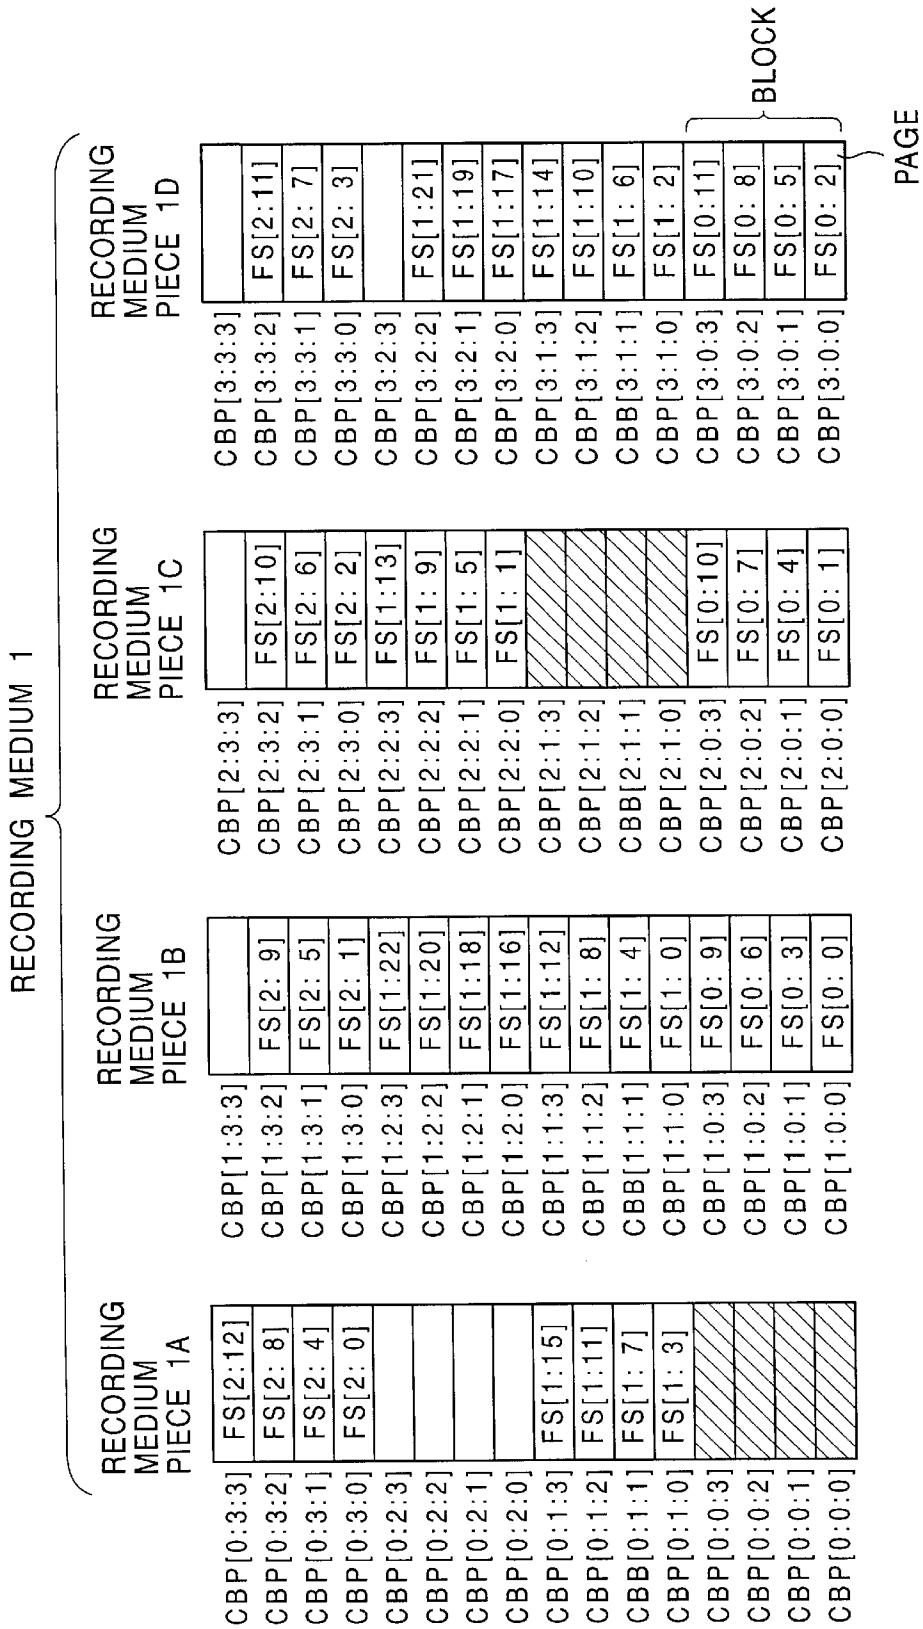 RECORDING MEDIUM 1
RECORDING
MEDIUM
PIECE 1A
CBP[0:3:3] FS[2:12]
CBP[0:3:2] FS[2: 8]
CBP[0:3:1] FS[2: 4]
CBP[0:3:0] FS[2: 0]
CBP[0:2:3]
CBP[0:2:2]
CBP[0:2:1]
CBP[0:2:0]
CBP[0:1:3] FS[1:15]
CBP[0:1:2] FS[1:11]
CBB[0:1:1] FS[1: 7]
CBP[0:1:0] FS[1: 3]
CBP[0:0:3]
CBP[0:0:2]
CBP[0:0:1]
CBP[0:0:0]
RECORDING
MEDIUM
PIECE 1B
CBP[1:3:3]
CBP[1:3:2] FS[2: 9]
CBP[1:3:1] FS[2: 5]
CBP[1:3:0] FS[2: 1]
CBP[1:2:3] FS[1:22]
CBP[1:2:2] FS[1:20]
CBP[1:2:1] FS[1:18]
CBP[1:2:0] FS[1:16]
CBP[1:1:3] FS[1:12]
CBP[1:1:2] FS[1: 8]
CBB[1:1:1] FS[1: 4]
CBP[1:1:0] FS[1: 0]
CBP[1:0:3] FS[0: 9]
CBP[1:0:2] FS[0: 6]
CBP[1:0:1] FS[0: 3]
CBP[1:0:0] FS[0: 0]
RECORDING
MEDIUM
PIECE 1C
CBP[2:3:3]
CBP[2:3:2] FS[2:10]
CBP[2:3:1] FS[2: 6]
CBP[2:3:0] FS[2: 2]
CBP[2:2:3] FS[1:13]
CBP[2:2:2] FS[1: 9]
CBP[2:2:1] FS[1: 5]
CBP[2:2:0] FS[1: 1]
CBP[2:1:3]
CBP[2:1:2]
CBB[2:1:1]
CBP[2:1:0]
CBP[2:0:3] FS[0:10]
CBP[2:0:2] FS[0: 7]
CBP[2:0:1] FS[0: 4]
CBP[2:0:0] FS[0: 1]
RECORDING
MEDIUM
PIECE 1D
CBP[3:3:3]
CBP[3:3:2] FS[2:11]
CBP[3:3:1] FS[2: 7]
CBP[3:3:0] FS[2: 3]
CBP[3:2:3]
CBP[3:2:2] FS[1:21]
CBP[3:2:1] FS[1:19]
CBP[3:2:0] FS[1:17]
CBP[3:1:3] FS[1:14]
CBP[3:1:2] FS[1:10]
CBB[3:1:1] FS[1: 6]
CBP[3:1:0] FS[1: 2]
CBP[3:0:3] FS[0:11]
CBP[3:0:2] FS[0: 8]
CBP[3:0:1] FS[0: 5]
CBP[3:0:0] FS[0: 2]
BLOCK
PAGE